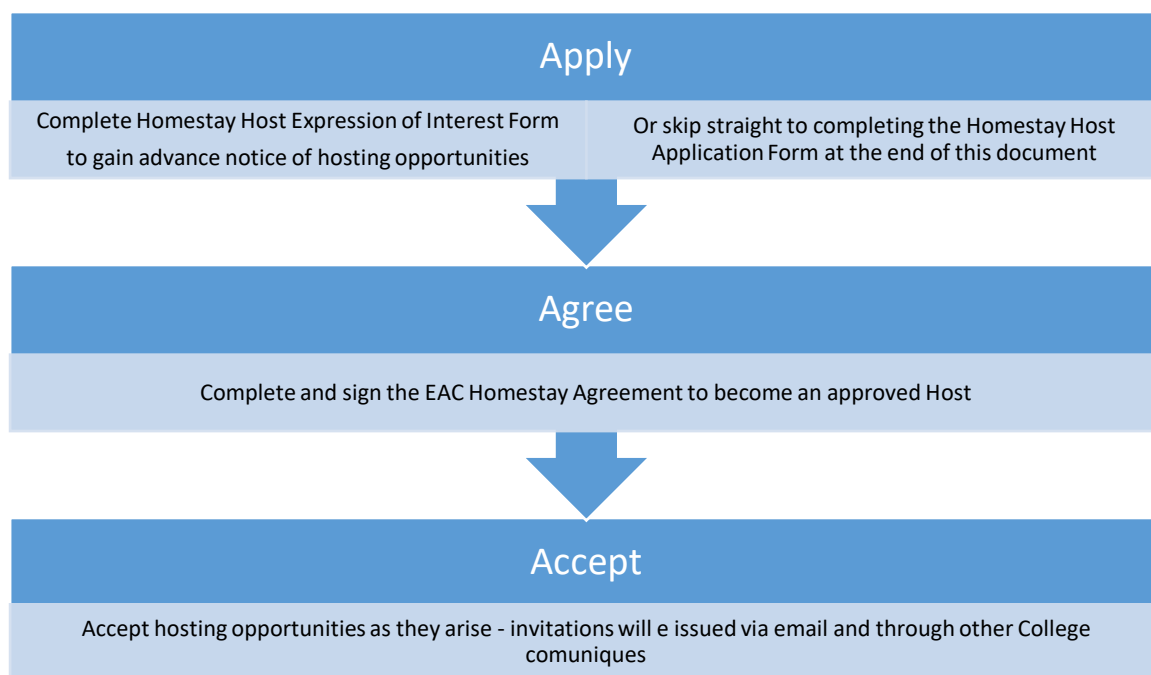 Apply
Complete Homestay Host Expression of Interest Form
to gain advance notice of hosting opportunities
Or skip straight to completing the Homestay Host
Application Form at the end of this document
Agree
Complete and sign the EAC Homestay Agreement to become an approved Host
Accept
Accept hosting opportunities as they arise - invitations will e issued via email and through other College
comuniques